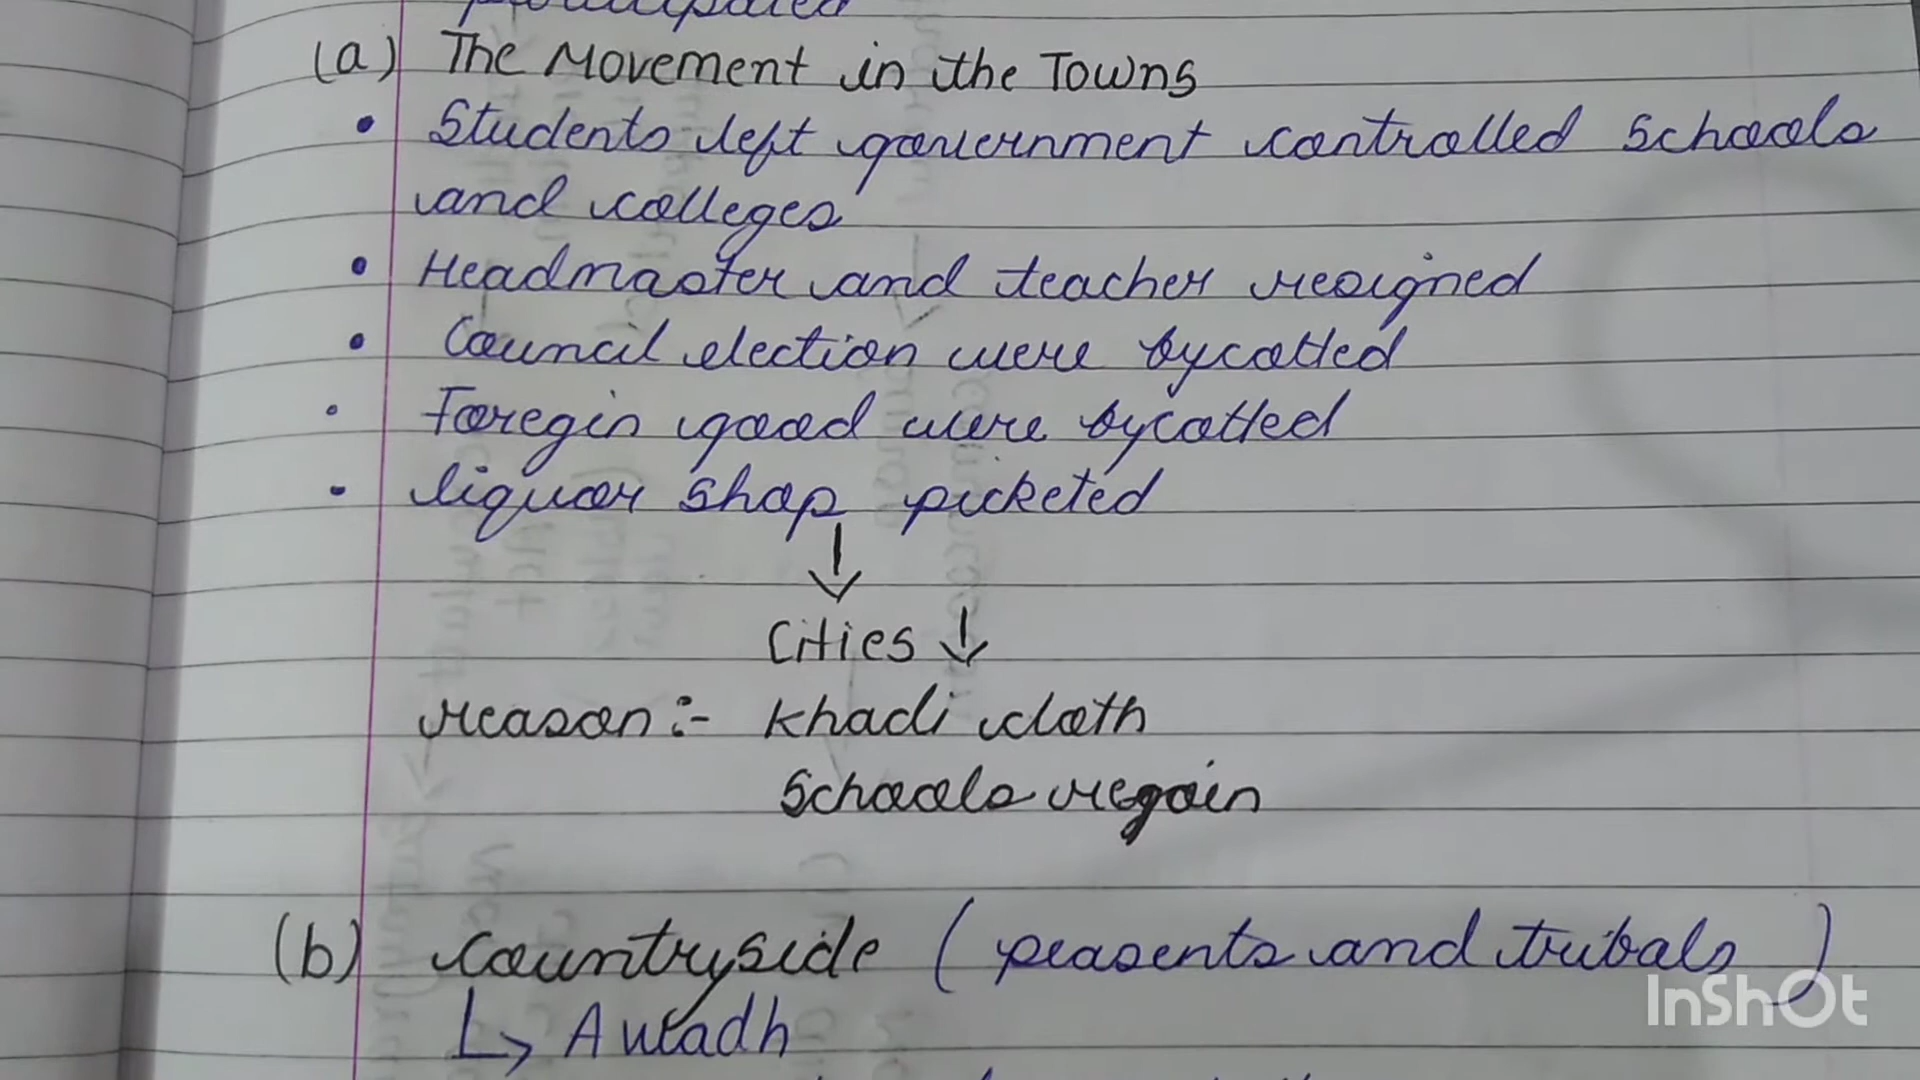 participated
(a) The Movement in the Towns
• Students left government controlled schools
and colleges
• Headmaster and teacher resigned
• Council election were bycotted
• Foregin good were bycotted
• liquor shop picketed
↓
Cities ↓
reason :- Khadi cloth
Schools regain
(b) Countryside ( peasents and tribals )
↳ Awadh
InShOt